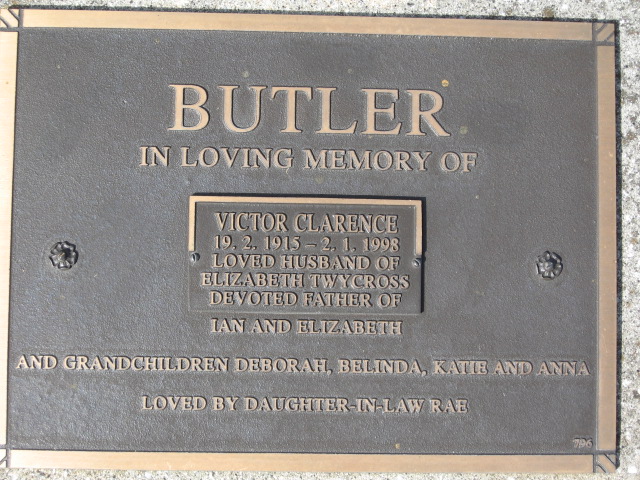 BUTLER
IN LOVING MEMORY OF
VICTOR CLARENCE
19. 2. 1915 – 2. 1. 1998
LOVED HUSBAND OF
ELIZABETH TWYCROSS
DEVOTED FATHER OF
IAN AND ELIZABETH
AND GRANDCHILDREN DEBORAH, BELINDA, KATIE AND ANNA
LOVED BY DAUGHTER-IN-LAW RAE
796